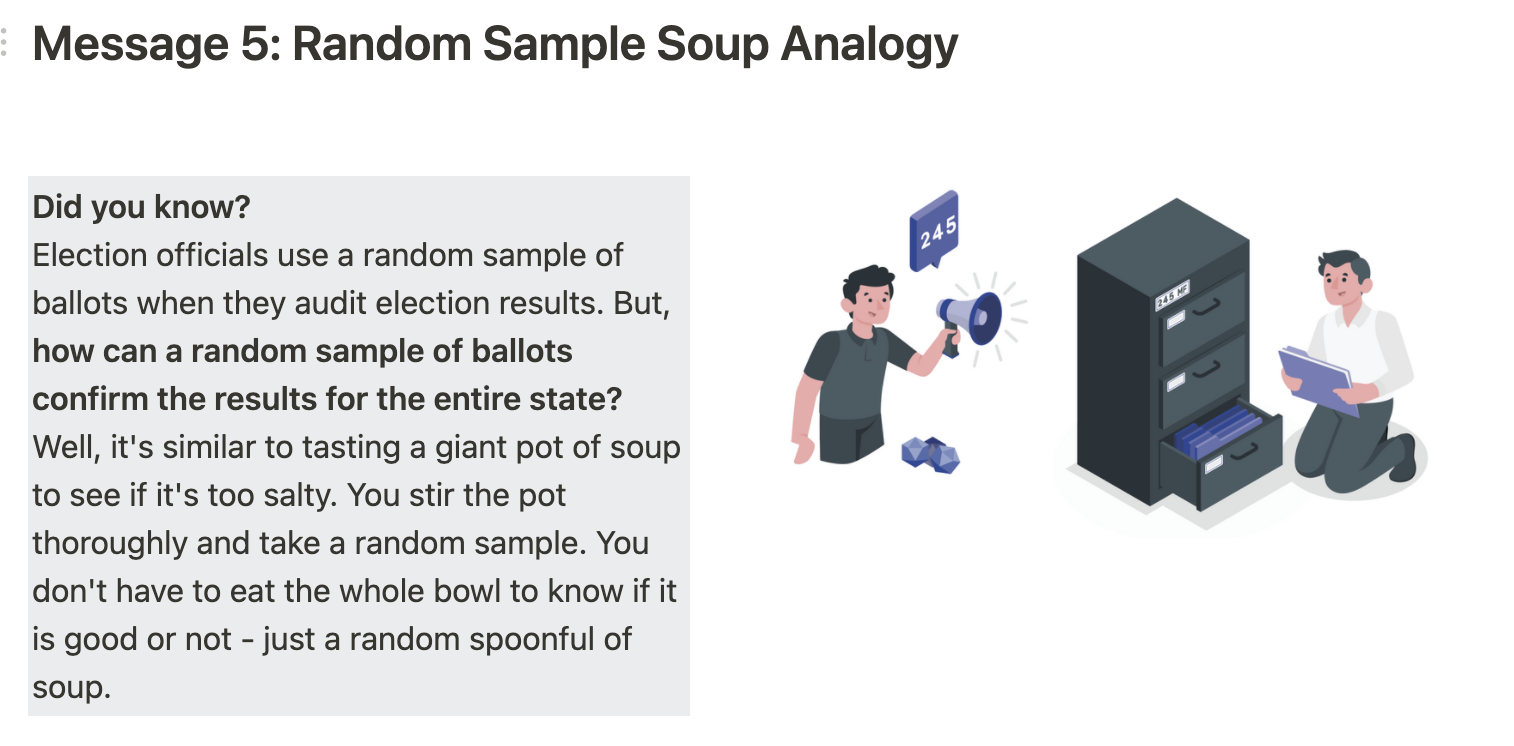 Message 5: Random Sample Soup Analogy
Did you know?
Election officials use a random sample of
ballots when they audit election results. But,
how can a random sample of ballots
confirm the results for the entire state?
Well, it's similar to tasting a giant pot of soup
to see if it's too salty. You stir the pot
thoroughly and take a random sample. You
don't have to eat the whole bowl to know if it
is good or not - just a random spoonful of
soup.
245
245 MF